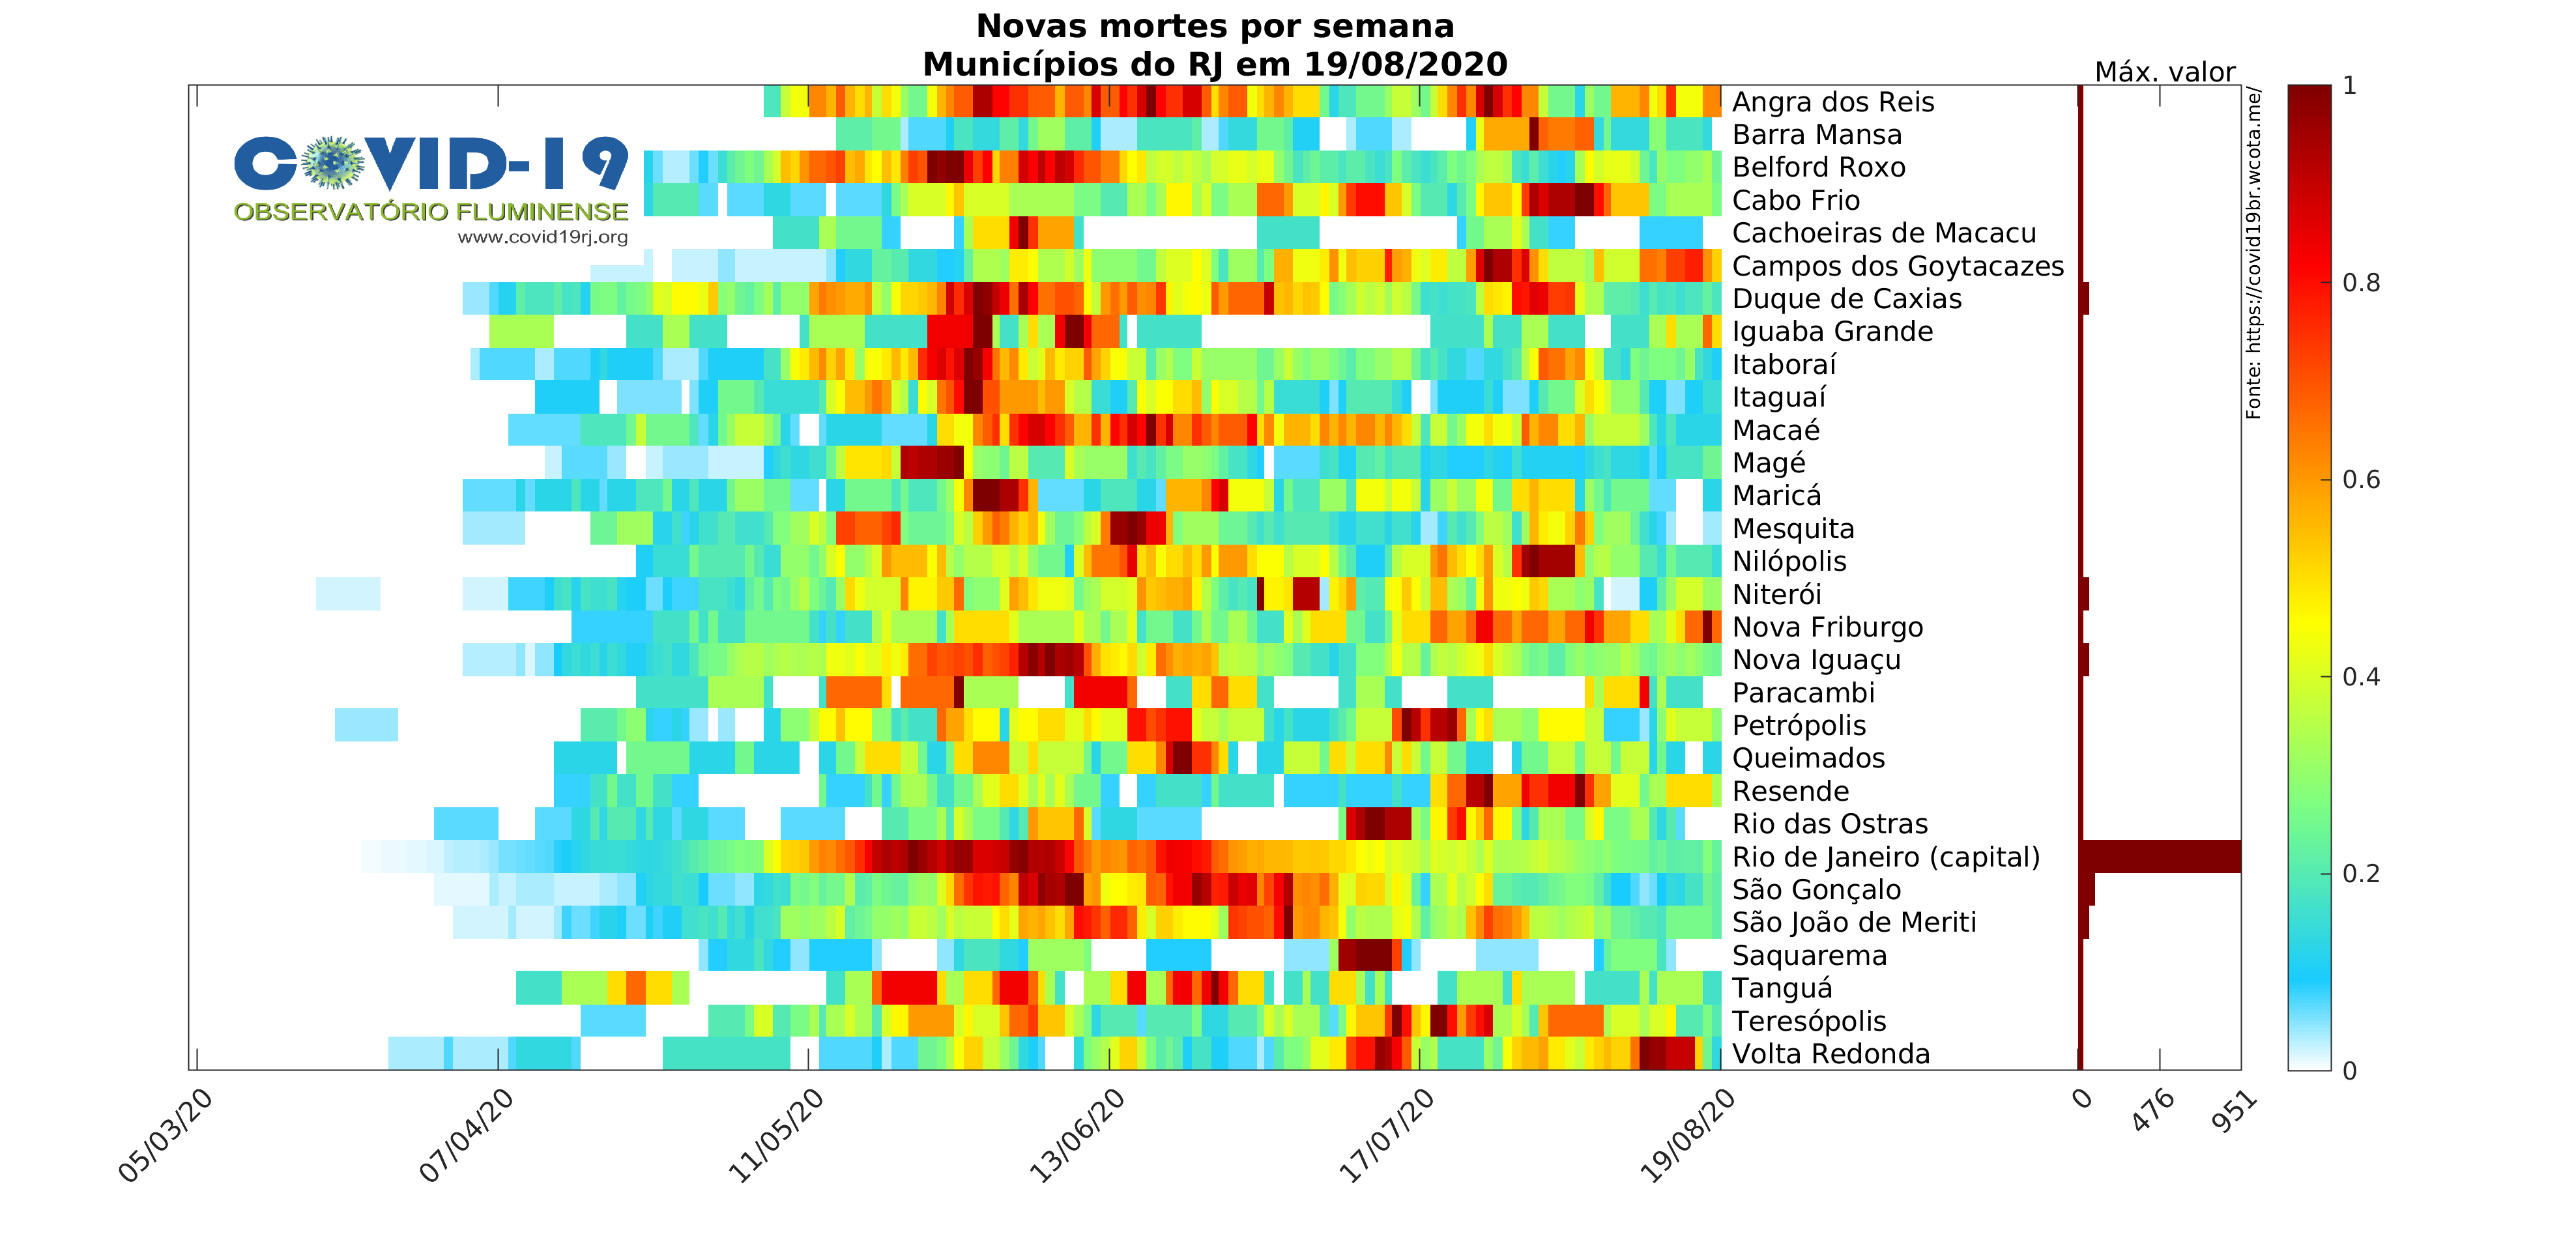 Novas mortes por semana
Municípios do RJ em 19/08/2020
Máx. valor
COVID-19
OBSERVATÓRIO FLUMINENSE
www.covid19rj.org
Angra dos Reis
Barra Mansa
Belford Roxo
Cabo Frio
Cachoeiras de Macacu
Campos dos Goytacazes
Duque de Caxias
Iguaba Grande
Itaboraí
Itaguaí
Macaé
Magé
Maricá
Mesquita
Nilópolis
Niterói
Nova Friburgo
Nova Iguaçu
Paracambi
Petrópolis
Queimados
Resende
Rio das Ostras
Rio de Janeiro (capital)
São Gonçalo
São João de Meriti
Saquarema
Tanguá
Teresópolis
Volta Redonda
Fonte: https://covid19br.wcota.me/
1
0.8
0.6
0.4
0.2
0
05/03/20
07/04/20
11/05/20
13/06/20
17/07/20
19/08/20
0
476
951